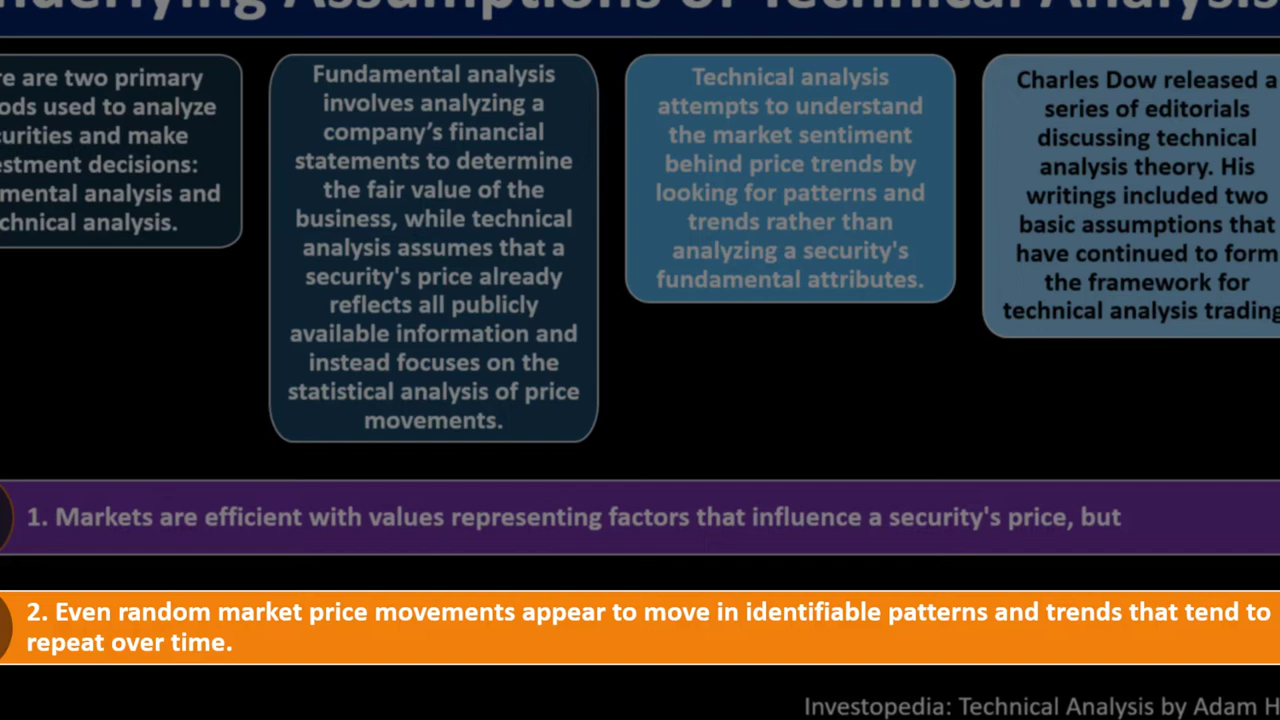 Assumptions of Technical Analysis
are two primary
used to analyze
and make
decisions:
analysis and
analysis.
Fundamental analysis
involves analyzing a
company’s financial
statements to determine
the fair value of the
business, while technical
analysis assumes that a
security's price already
reflects all publicly
available information and
instead focuses on the
statistical analysis of price
movements.
Technical analysis
attempts to understand
the market sentiment
behind price trends by
looking for patterns and
trends rather than
analyzing a security's
fundamental attributes.
Charles Dow released a
series of editorials
discussing technical
analysis theory. His
writings included two
basic assumptions that
have continued to form
the framework for
technical analysis trading
1. Markets are efficient with values representing factors that influence a security's price, but
2. Even random market price movements appear to move in identifiable patterns and trends that tend to
repeat over time.
Investopedia: Technical Analysis by Adam H